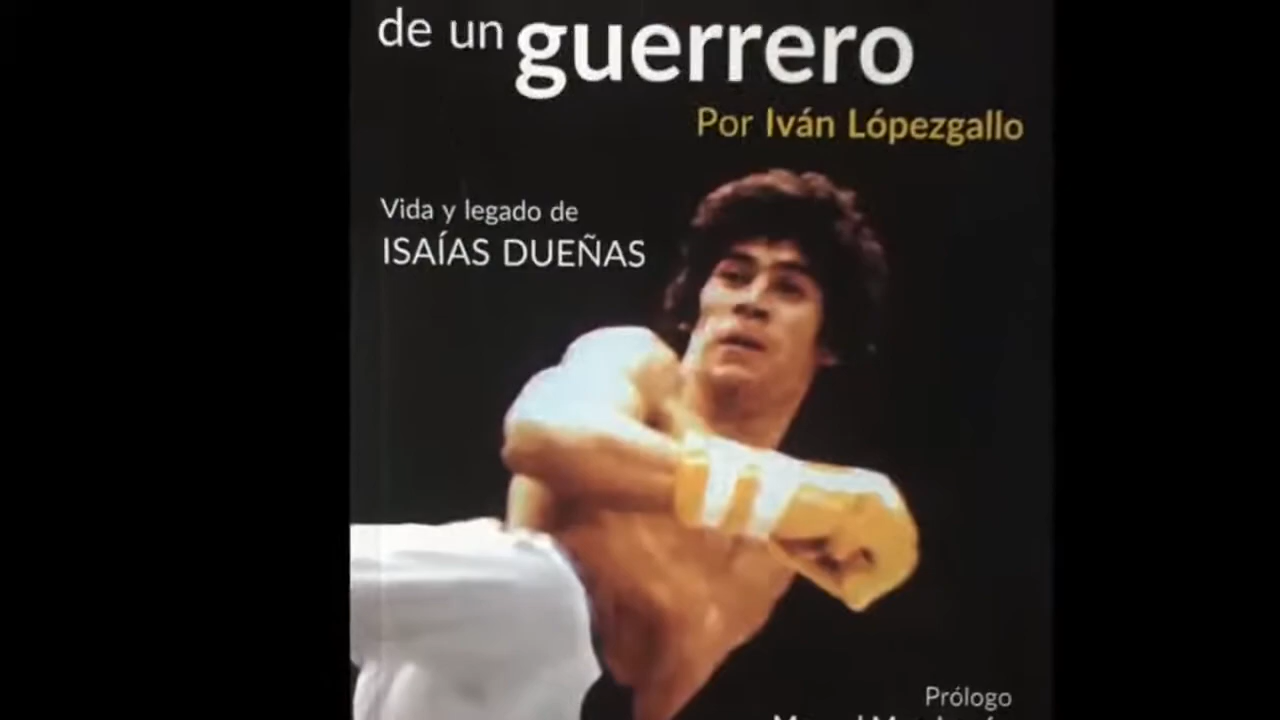 de un guerrero
Por Iván Lópezgallo
Vida y legado de
ISAÍAS DUEÑAS
Prólogo